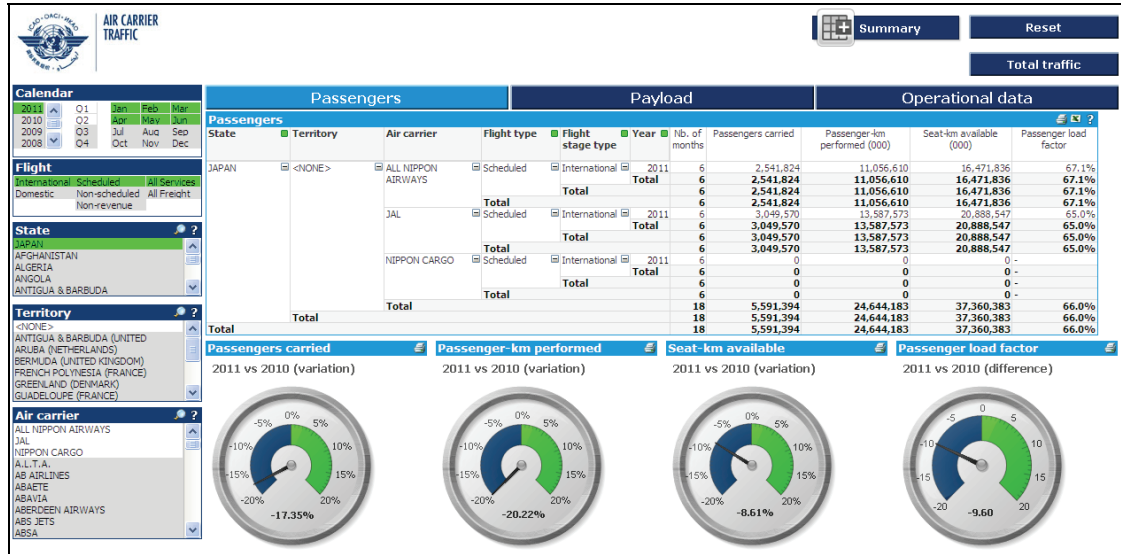 ICAO · OACI · ИКАО
AIR CARRIER
TRAFFIC
Summary
Reset
Total traffic
Calendar
2011 Q1 Jan Feb Mar
2010 Q2 Apr May Jun
2009 Q3 Jul Aug Sep
2008 Q4 Oct Nov Dec
Flight
International Scheduled All Services
Domestic Non-scheduled All Freight
Non-revenue
State ?
JAPAN
AFGHANISTAN
ALGERIA
ANGOLA
ANTIGUA & BARBUDA
Territory ?
<NONE>
ANTIGUA & BARBUDA (UNITED
ARUBA (NETHERLANDS)
BERMUDA (UNITED KINGDOM)
FRENCH POLYNESIA (FRANCE)
GREENLAND (DENMARK)
GUADELOUPE (FRANCE)
Air carrier ?
ALL NIPPON AIRWAYS
JAL
NIPPON CARGO
A.L.T.A.
AB AIRLINES
ABAETE
ABAVIA
ABERDEEN AIRWAYS
ABS JETS
ABSA
Passengers Payload Operational data
Passengers ?
State Territory Air carrier Flight type Flight Year Nb. of Passengers carried Passenger-km Seat-km available Passenger load
stage type months performed (000) (000) factor
JAPAN <NONE> ALL NIPPON Scheduled International 2011 6 2,541,824 11,056,610 16,471,836 67.1%
AIRWAYS Total 6 2,541,824 11,056,610 16,471,836 67.1%
Total 6 2,541,824 11,056,610 16,471,836 67.1%
Total 6 2,541,824 11,056,610 16,471,836 67.1%
JAL Scheduled International 2011 6 3,049,570 13,587,573 20,888,547 65.0%
Total 6 3,049,570 13,587,573 20,888,547 65.0%
Total 6 3,049,570 13,587,573 20,888,547 65.0%
Total 6 3,049,570 13,587,573 20,888,547 65.0%
NIPPON CARGO Scheduled International 2011 6 0 0 0 -
Total 6 0 0 0 -
Total 6 0 0 0 -
Total 6 0 0 0 -
Total 18 5,591,394 24,644,183 37,360,383 66.0%
Total 18 5,591,394 24,644,183 37,360,383 66.0%
Total 18 5,591,394 24,644,183 37,360,383 66.0%
Passengers carried
2011 vs 2010 (variation)
-20% -15% -10% -5% 0% 5% 10% 15% 20%
-17.35%
Passenger-km performed
2011 vs 2010 (variation)
-20% -15% -10% -5% 0% 5% 10% 15% 20%
-20.22%
Seat-km available
2011 vs 2010 (variation)
-20% -15% -10% -5% 0% 5% 10% 15% 20%
-8.61%
Passenger load factor
2011 vs 2010 (difference)
-20 -15 -10 -5 0 5 10 15 20
-9.60